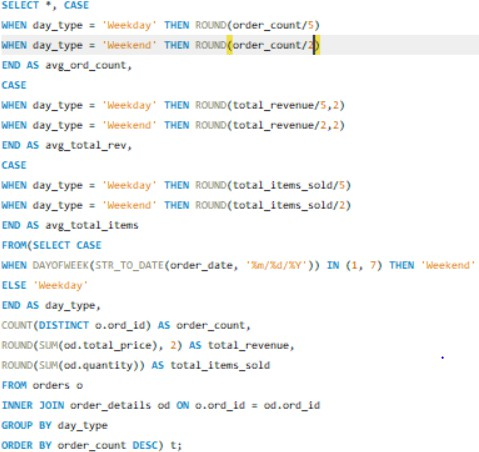 SELECT *, CASE
WHEN day_type = 'Weekday' THEN ROUND(order_count/5)
WHEN day_type = 'Weekend' THEN ROUND(order_count/2)
END AS avg_ord_count,
CASE
WHEN day_type = 'Weekday' THEN ROUND(total_revenue/5,2)
WHEN day_type = 'Weekend' THEN ROUND(total_revenue/2,2)
END AS avg_total_rev,
CASE
WHEN day_type = 'Weekday' THEN ROUND(total_items_sold/5)
WHEN day_type = 'Weekend' THEN ROUND(total_items_sold/2)
END AS avg_total_items
FROM(SELECT CASE
WHEN DAYOFWEEK(STR_TO_DATE(order_date, '%m/%d/%Y')) IN (1, 7) THEN 'Weekend'
ELSE 'Weekday'
END AS day_type,
COUNT(DISTINCT o.ord_id) AS order_count,
ROUND(SUM(od.total_price), 2) AS total_revenue,
ROUND(SUM(od.quantity)) AS total_items_sold
FROM orders o
INNER JOIN order_details od ON o.ord_id = od.ord_id
GROUP BY day_type
ORDER BY order_count DESC) t;